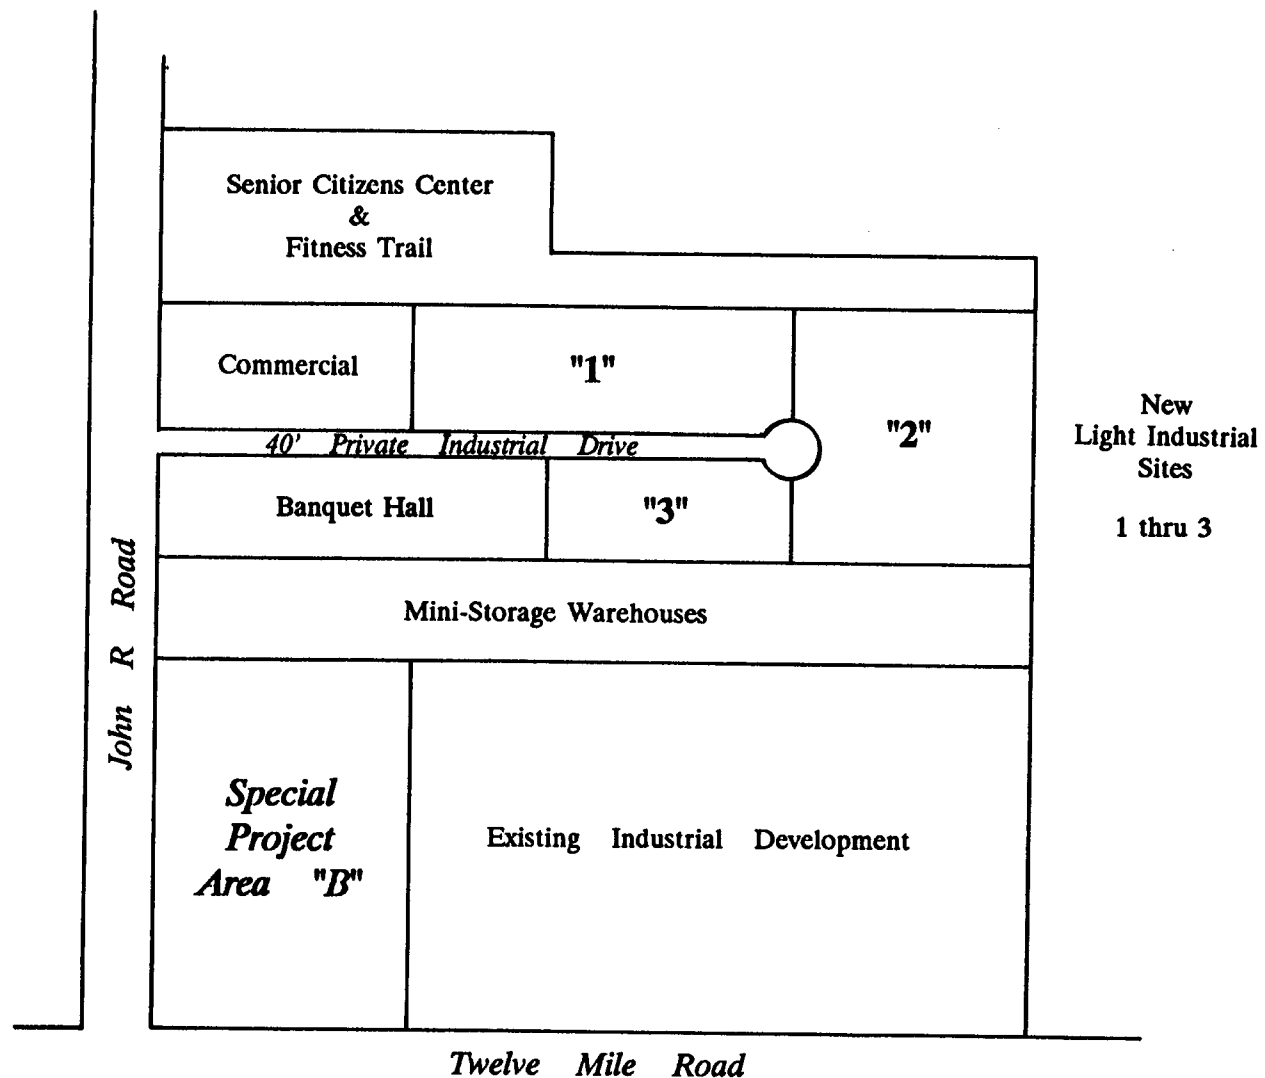 Senior Citizens Center
&
Fitness Trail
Commercial
"1"
"2"
New
Light Industrial
Sites
1 thru 3
40' Private Industrial Drive
Banquet Hall
"3"
John R Road
Mini-Storage Warehouses
Special
Project
Area "B"
Existing Industrial Development
Twelve Mile Road